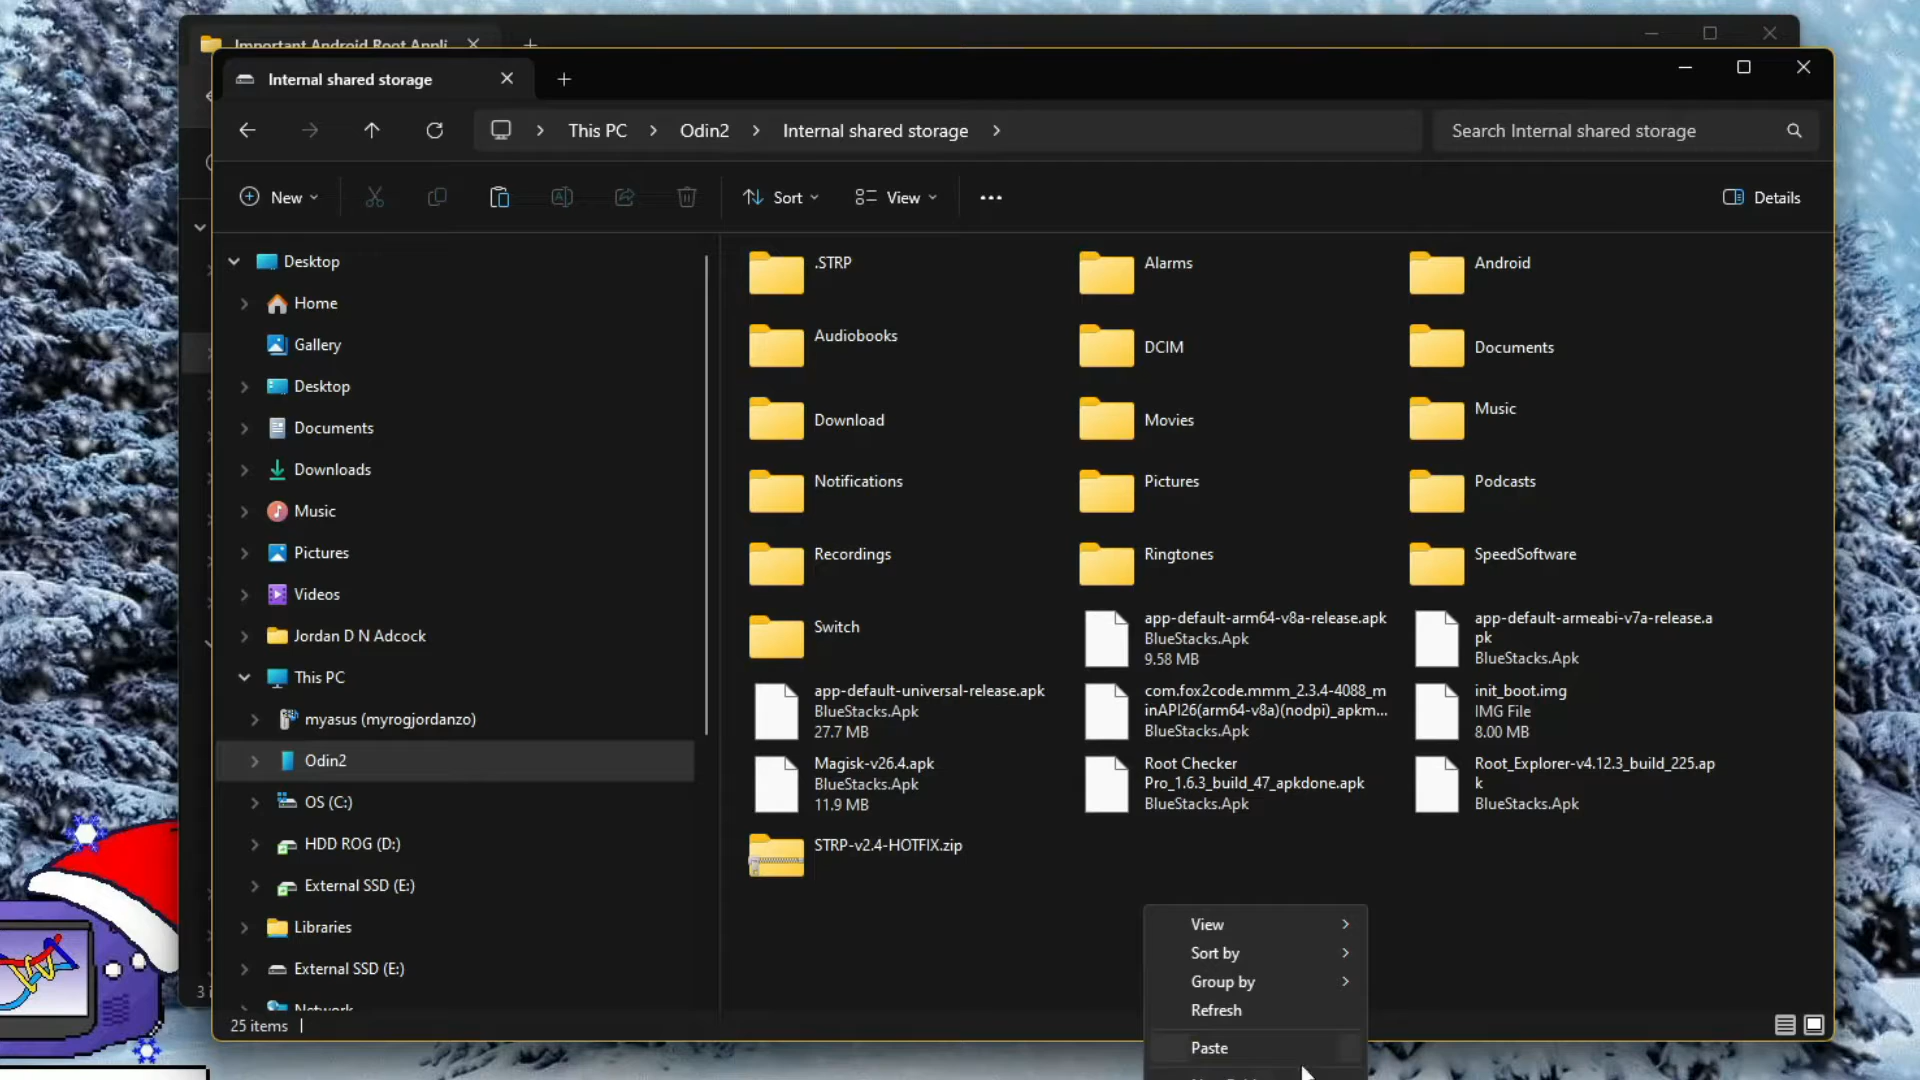 Important Android Root Appli
Internal shared storage
This PC
Odin2
Internal shared storage
Search Internal shared storage
New
Sort
View
Details
Desktop
Home
Gallery
Desktop
Documents
Downloads
Music
Pictures
Videos
Jordan D N Adcock
This PC
myasus (myrogjordanzo)
Odin2
OS (C:)
HDD ROG (D:)
External SSD (E:)
Libraries
External SSD (E:)
Network
25 items
.STRP
Alarms
Android
Audiobooks
DCIM
Documents
Download
Movies
Music
Notifications
Pictures
Podcasts
Recordings
Ringtones
SpeedSoftware
Switch
app-default-arm64-v8a-release.apk
BlueStacks.Apk
9.58 MB
app-default-armeabi-v7a-release.a
pk
BlueStacks.Apk
app-default-universal-release.apk
BlueStacks.Apk
27.7 MB
com.fox2code.mmm_2.3.4-4088_m
inAPI26(arm64-v8a)(nodpi)_apkm...
BlueStacks.Apk
init_boot.img
IMG File
8.00 MB
Magisk-v26.4.apk
BlueStacks.Apk
11.9 MB
Root Checker
Pro_1.6.3_build_47_apkdone.apk
BlueStacks.Apk
Root_Explorer-v4.12.3_build_225.ap
k
BlueStacks.Apk
STRP-v2.4-HOTFIX.zip
View
Sort by
Group by
Refresh
Paste